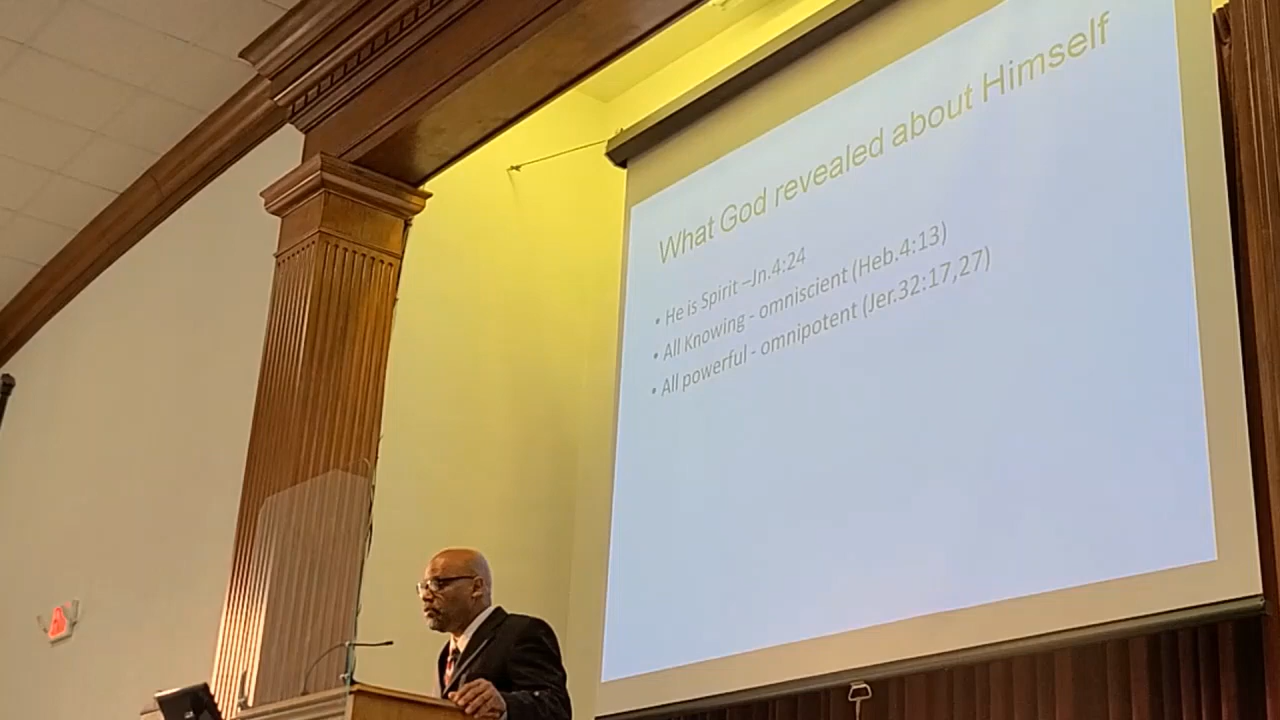 What God revealed about Himself
• He is Spirit –Jn.4:24
• All Knowing - omniscient (Heb.4:13)
• All powerful - omnipotent (Jer.32:17,27)